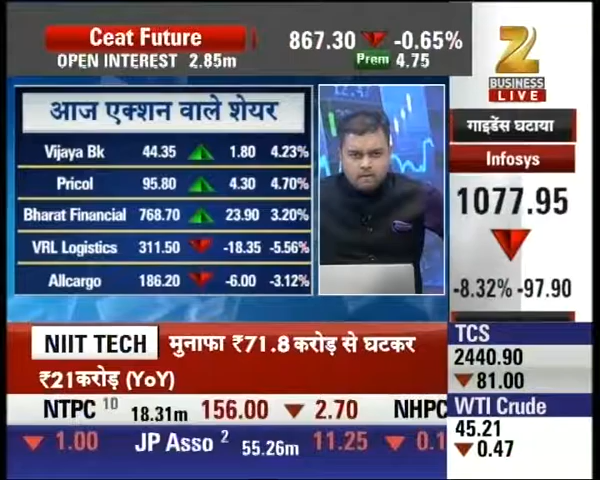 Ceat Future
867.30 -0.65%
OPEN INTEREST 2.85m
Prem 4.75
Z
BUSINESS
LIVE
आज एक्शन वाले शेयर
Vijaya Bk 44.35 1.80 4.23%
Pricol 95.80 4.30 4.70%
Bharat Financial 768.70 23.90 3.20%
VRL Logistics 311.50 -18.35 -5.56%
Allcargo 186.20 -6.00 -3.12%
गाइडेंस घटाया
Infosys
1077.95
-8.32% -97.90
NIIT TECH मुनाफा ₹71.8 करोड़ से घटकर
₹21करोड़ (YoY)
TCS
2440.90
81.00
NTPC 10 18.31m 156.00 2.70 NHPC
1.00 JP Asso 2 55.26m 11.25 0.1
WTI Crude
45.21
0.47